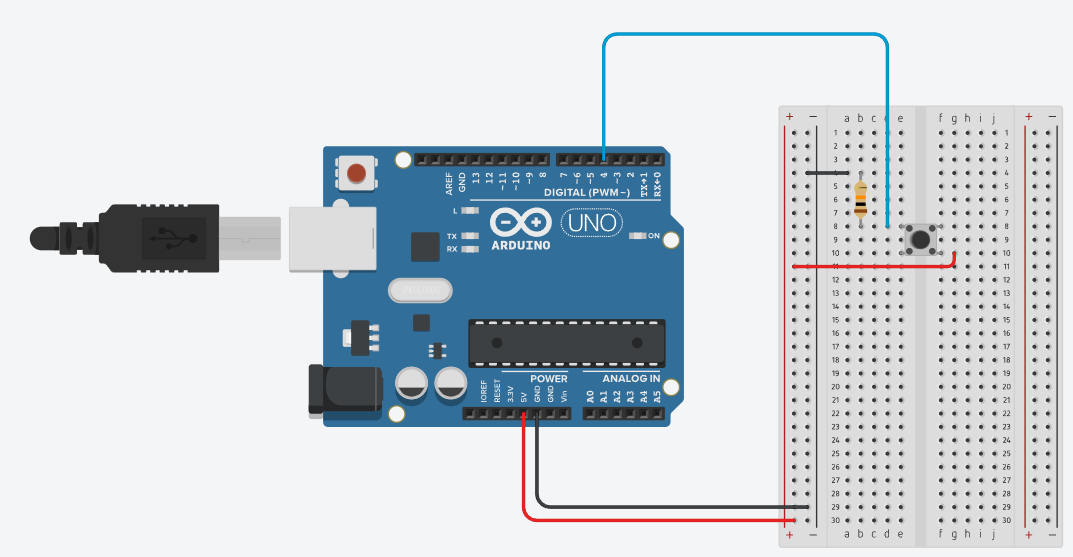 + − a b c d e f g h i j + −
1 1
2 2
3 3
4 4
5 5
6 6
7 7
8 8
9 9
10 10
11 11
12 12
13 13
14 14
15 15
16 16
17 17
18 18
19 19
20 20
21 21
22 22
23 23
24 24
25 25
26 26
27 27
28 28
29 29
30 30
+ − a b c d e f g h i j + −
AREF GND 13 12 ~11 ~10 ~9 8 7 ~6 ~5 4 ~3 2 TX→1 RX←0
DIGITAL (PWM~)
L
TX
RX
ARDUINO
UNO
ON
POWER ANALOG IN
IOREF RESET 3.3V 5V GND GND Vin A0 A1 A2 A3 A4 A5